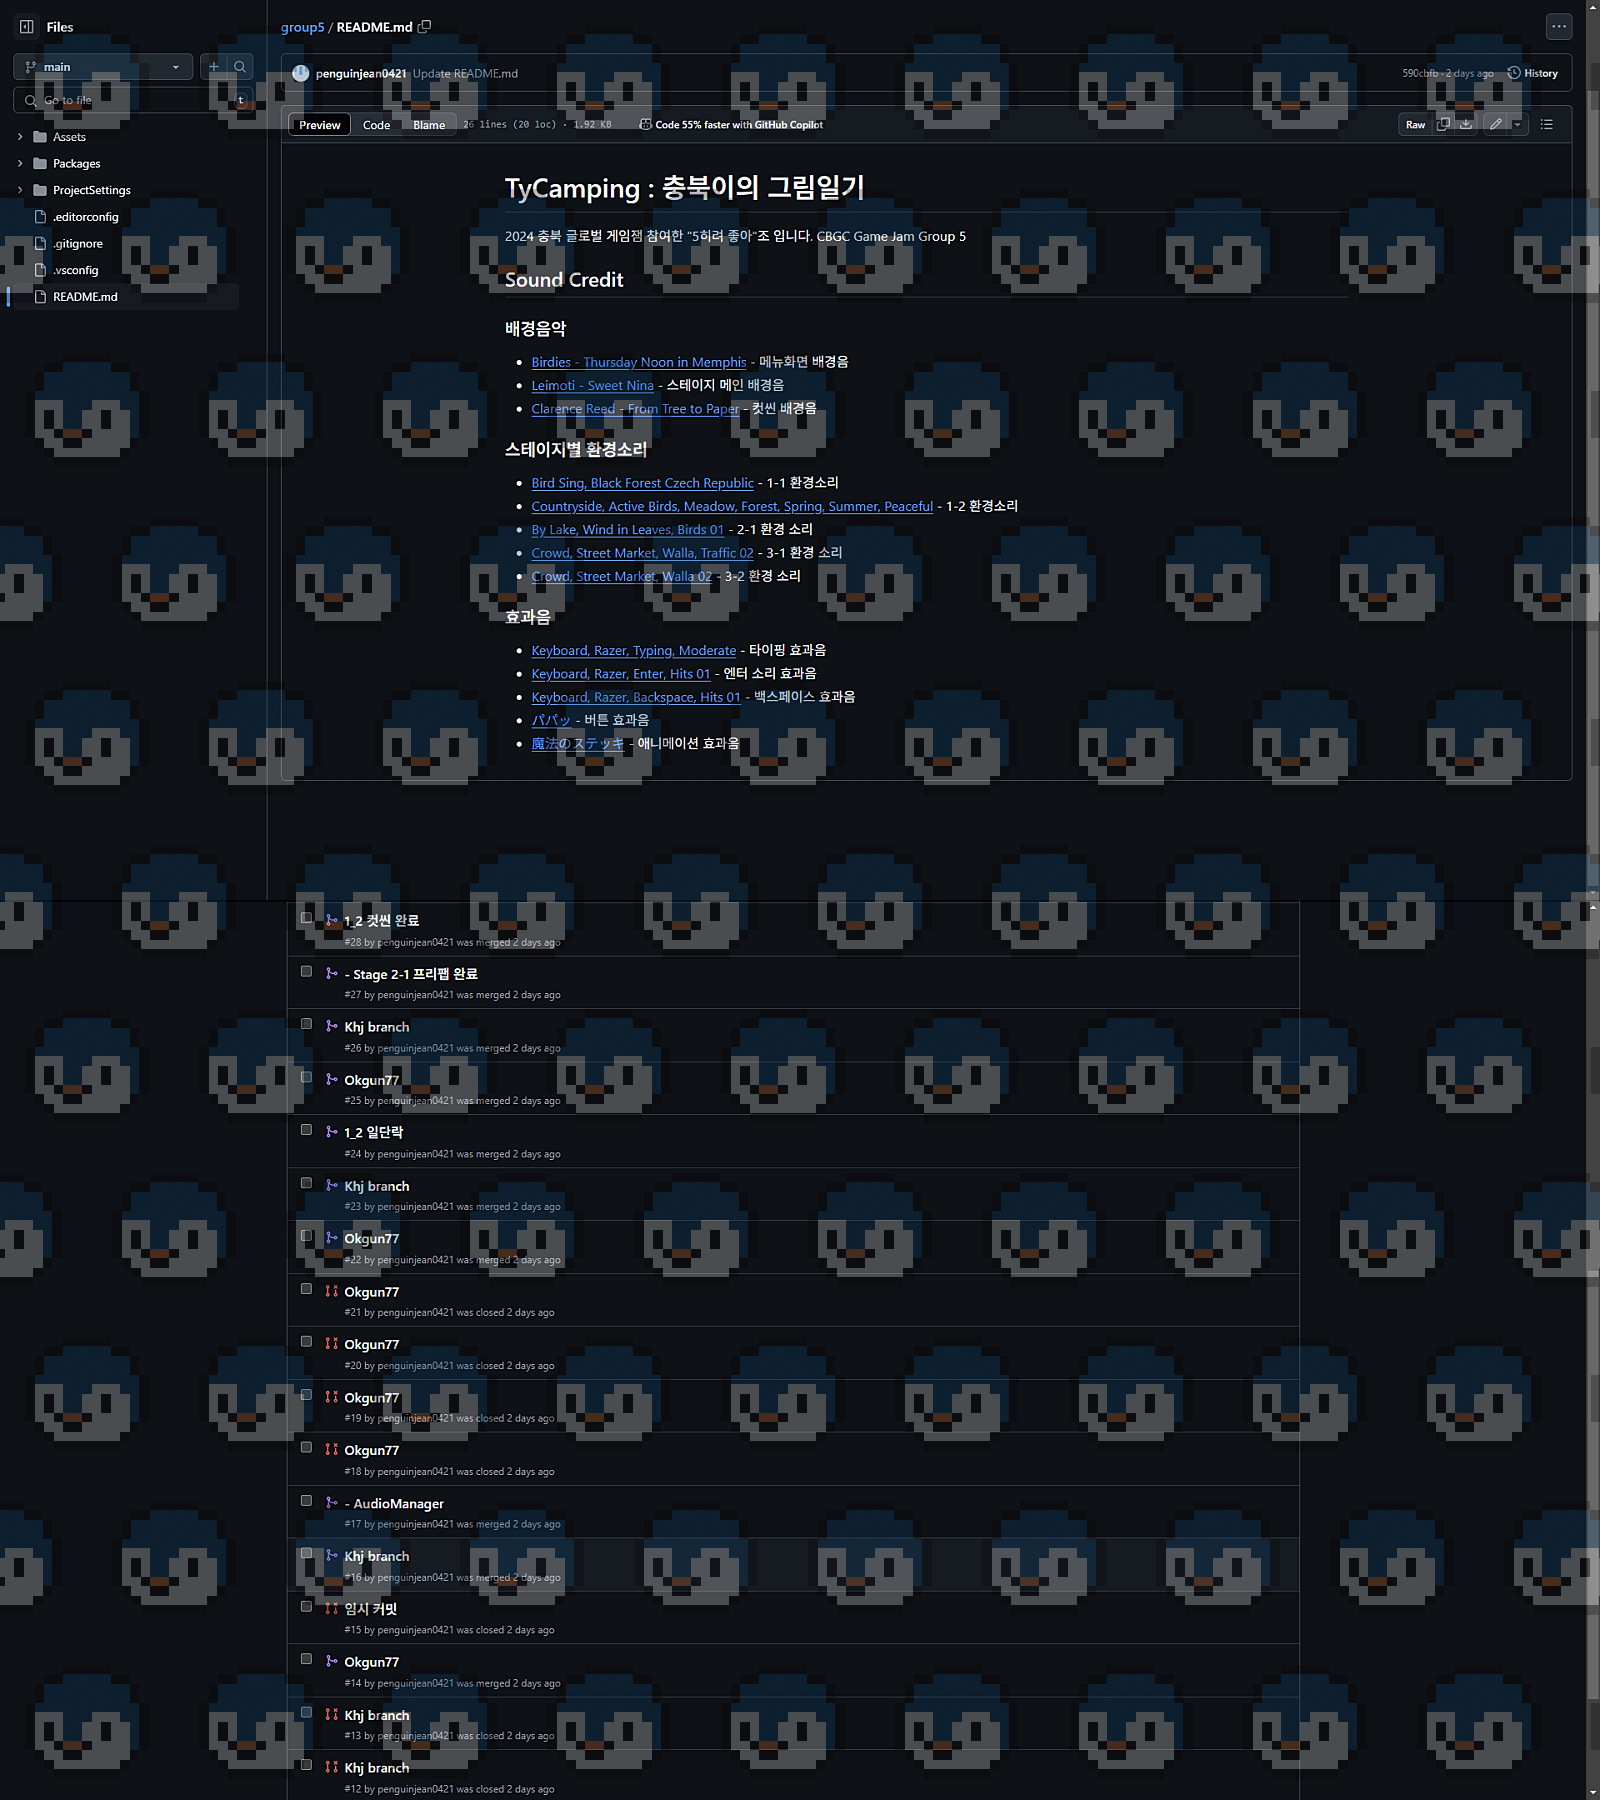 Files
group5 / README.md
main
penguinjean0421 Update README.md
590cbfb · 2 days ago
History
Go to file
t
Preview
Code
Blame
26 lines (20 loc) · 1.92 KB
Code 55% faster with GitHub Copilot
Raw
Assets
Packages
ProjectSettings
.editorconfig
.gitignore
.vsconfig
README.md
TyCamping : 충북이의 그림일기
2024 충북 글로벌 게임잼 참여한 "5히려 좋아"조 입니다. CBGC Game Jam Group 5
Sound Credit
배경음악
Birdies - Thursday Noon in Memphis - 메뉴화면 배경음
Leimoti - Sweet Nina - 스테이지 메인 배경음
Clarence Reed - From Tree to Paper - 컷씬 배경음
스테이지별 환경소리
Bird Sing, Black Forest Czech Republic - 1-1 환경소리
Countryside, Active Birds, Meadow, Forest, Spring, Summer, Peaceful - 1-2 환경소리
By Lake, Wind in Leaves, Birds 01 - 2-1 환경 소리
Crowd, Street Market, Walla, Traffic 02 - 3-1 환경 소리
Crowd, Street Market, Walla 02 - 3-2 환경 소리
효과음
Keyboard, Razer, Typing, Moderate - 타이핑 효과음
Keyboard, Razer, Enter, Hits 01 - 엔터 소리 효과음
Keyboard, Razer, Backspace, Hits 01 - 백스페이스 효과음
パパッ - 버튼 효과음
魔法のステッキ - 애니메이션 효과음
1_2 컷씬 완료
#28 by penguinjean0421 was merged 2 days ago
- Stage 2-1 프리팹 완료
#27 by penguinjean0421 was merged 2 days ago
Khj branch
#26 by penguinjean0421 was merged 2 days ago
Okgun77
#25 by penguinjean0421 was merged 2 days ago
1_2 일단락
#24 by penguinjean0421 was merged 2 days ago
Khj branch
#23 by penguinjean0421 was merged 2 days ago
Okgun77
#22 by penguinjean0421 was merged 2 days ago
Okgun77
#21 by penguinjean0421 was closed 2 days ago
Okgun77
#20 by penguinjean0421 was closed 2 days ago
Okgun77
#19 by penguinjean0421 was closed 2 days ago
Okgun77
#18 by penguinjean0421 was closed 2 days ago
- AudioManager
#17 by penguinjean0421 was merged 2 days ago
Khj branch
#16 by penguinjean0421 was merged 2 days ago
임시 커밋
#15 by penguinjean0421 was closed 2 days ago
Okgun77
#14 by penguinjean0421 was merged 2 days ago
Khj branch
#13 by penguinjean0421 was closed 2 days ago
Khj branch
#12 by penguinjean0421 was closed 2 days ago